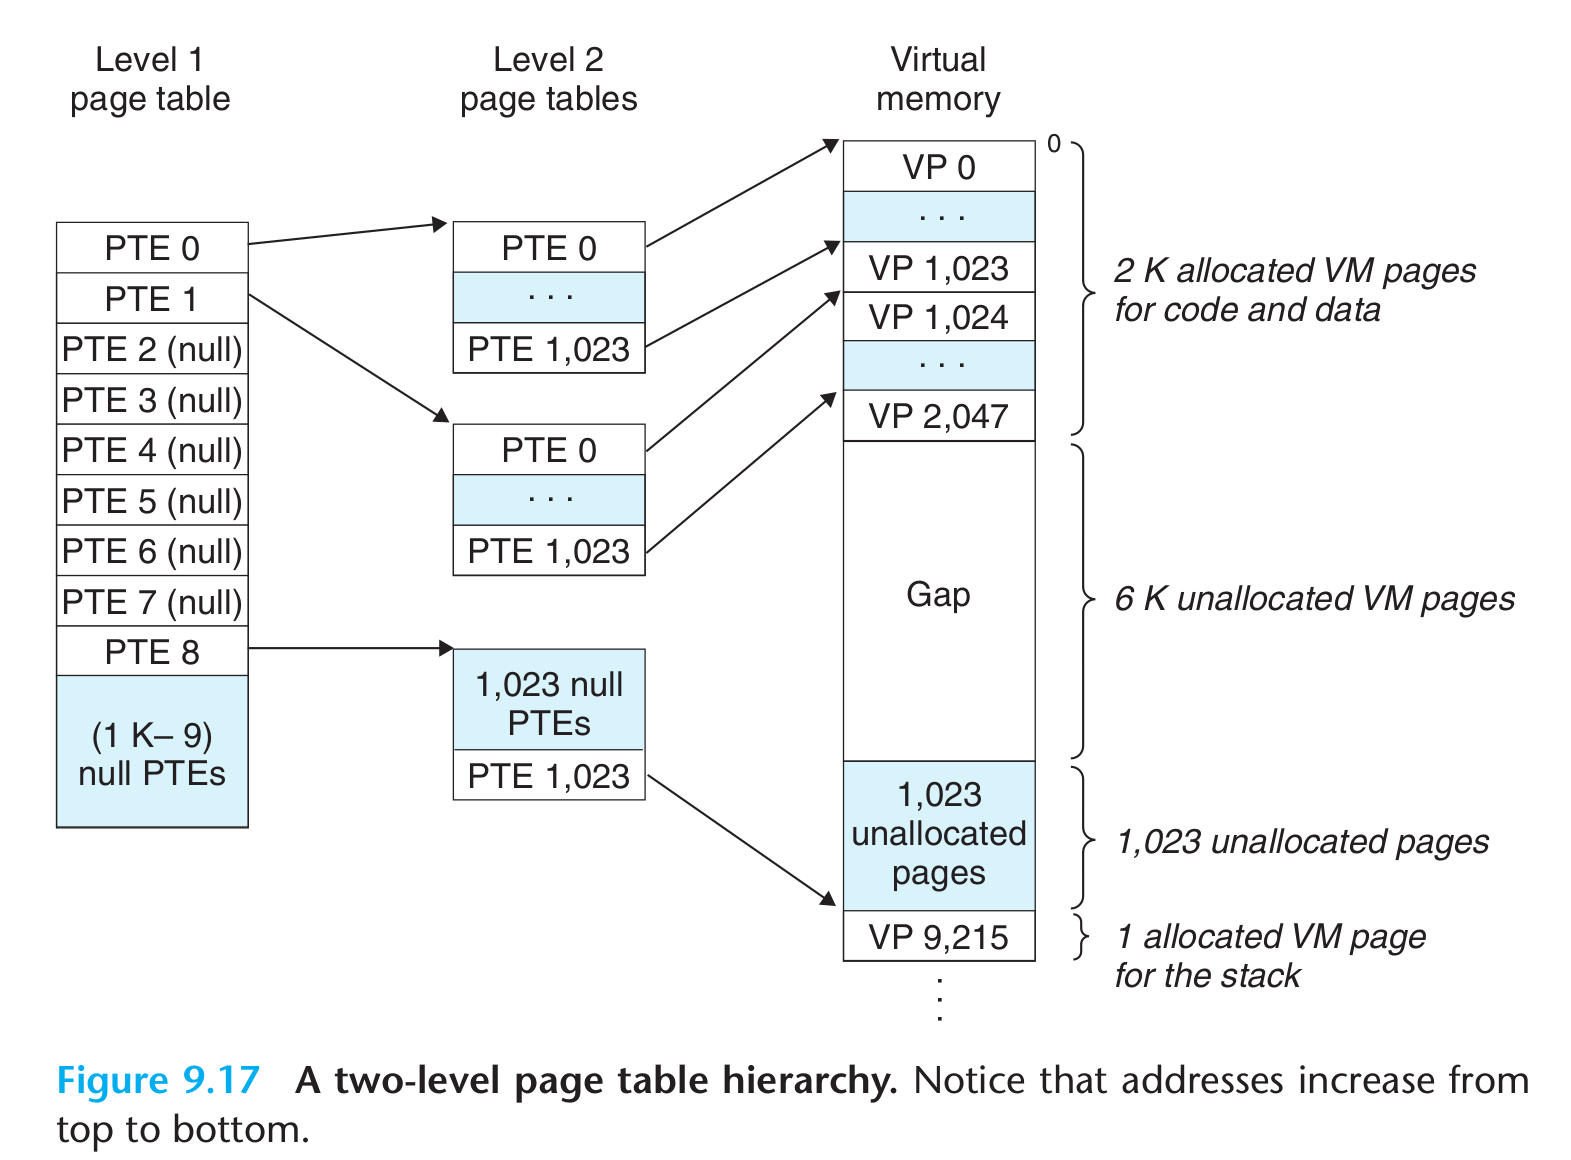 Level 1
page table
Level 2
page tables
Virtual
memory
PTE 0
PTE 1
PTE 2 (null)
PTE 3 (null)
PTE 4 (null)
PTE 5 (null)
PTE 6 (null)
PTE 7 (null)
PTE 8
(1 K– 9)
null PTEs
PTE 0
. . .
PTE 1,023
PTE 0
. . .
PTE 1,023
1,023 null
PTEs
PTE 1,023
0
VP 0
. . .
VP 1,023
VP 1,024
. . .
VP 2,047
Gap
1,023
unallocated
pages
VP 9,215
.
.
.
2 K allocated VM pages
for code and data
6 K unallocated VM pages
1,023 unallocated pages
1 allocated VM page
for the stack
Figure 9.17 A two-level page table hierarchy. Notice that addresses increase from
top to bottom.